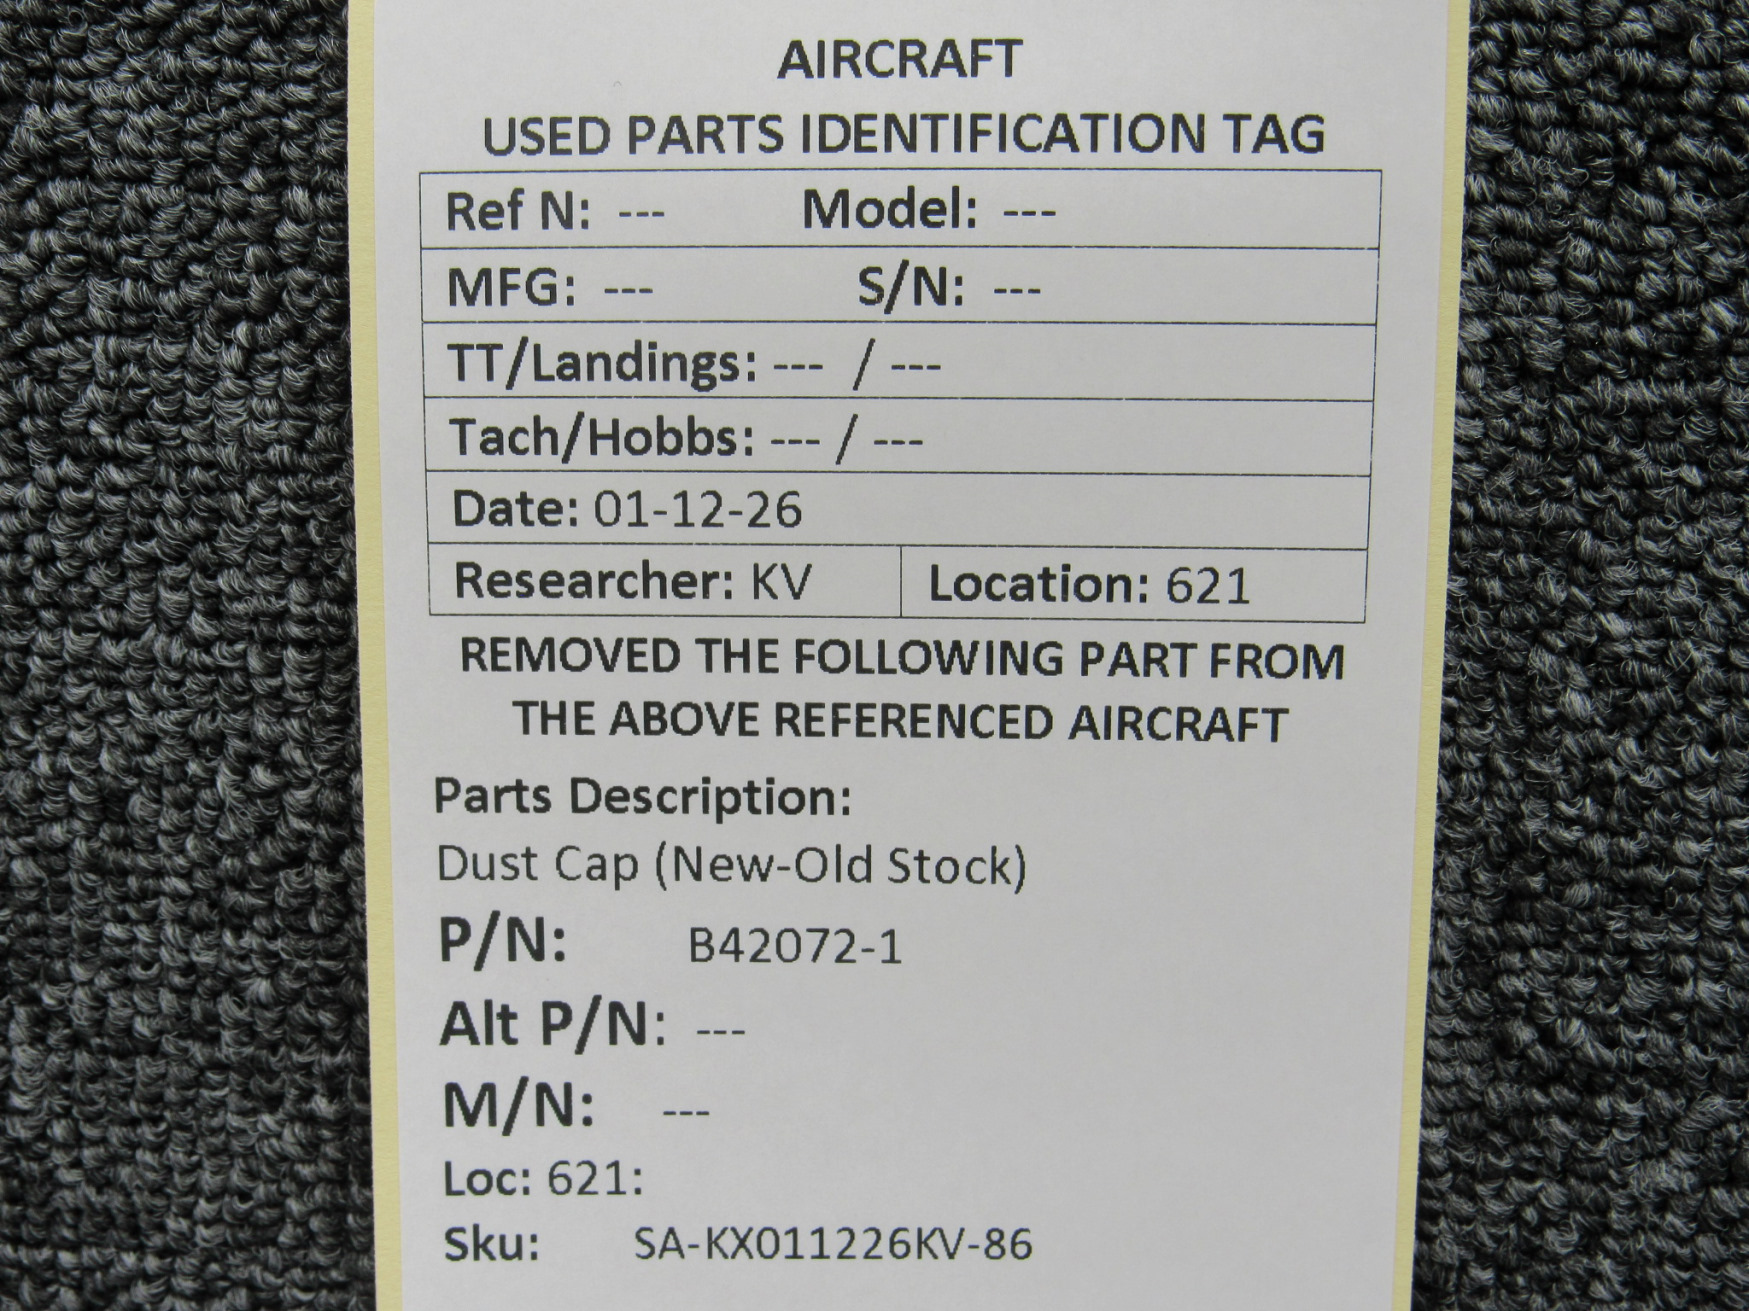 AIRCRAFT
USED PARTS IDENTIFICATION TAG
Ref N: --- Model: ---
MFG: --- S/N: ---
TT/Landings: --- / ---
Tach/Hobbs: --- / ---
Date: 01-12-26
Researcher: KV Location: 621
REMOVED THE FOLLOWING PART FROM
THE ABOVE REFERENCED AIRCRAFT
Parts Description:
Dust Cap (New-Old Stock)
P/N: B42072-1
Alt P/N: ---
M/N: ---
Loc: 621:
Sku: SA-KX011226KV-86